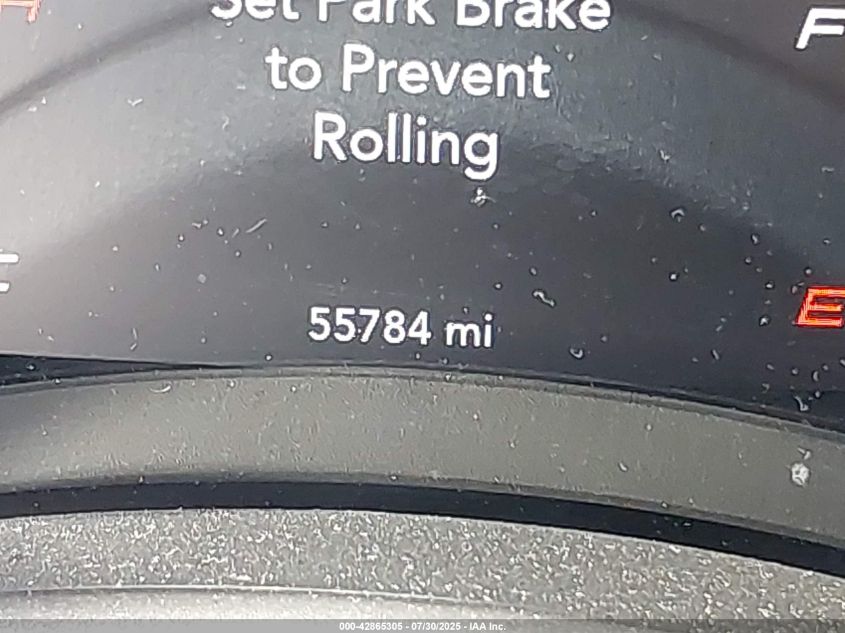 H
Set Park Brake
F
to Prevent
Rolling
C
E
55784 mi
000-42865305 - 07/30/2025 - IAA Inc.